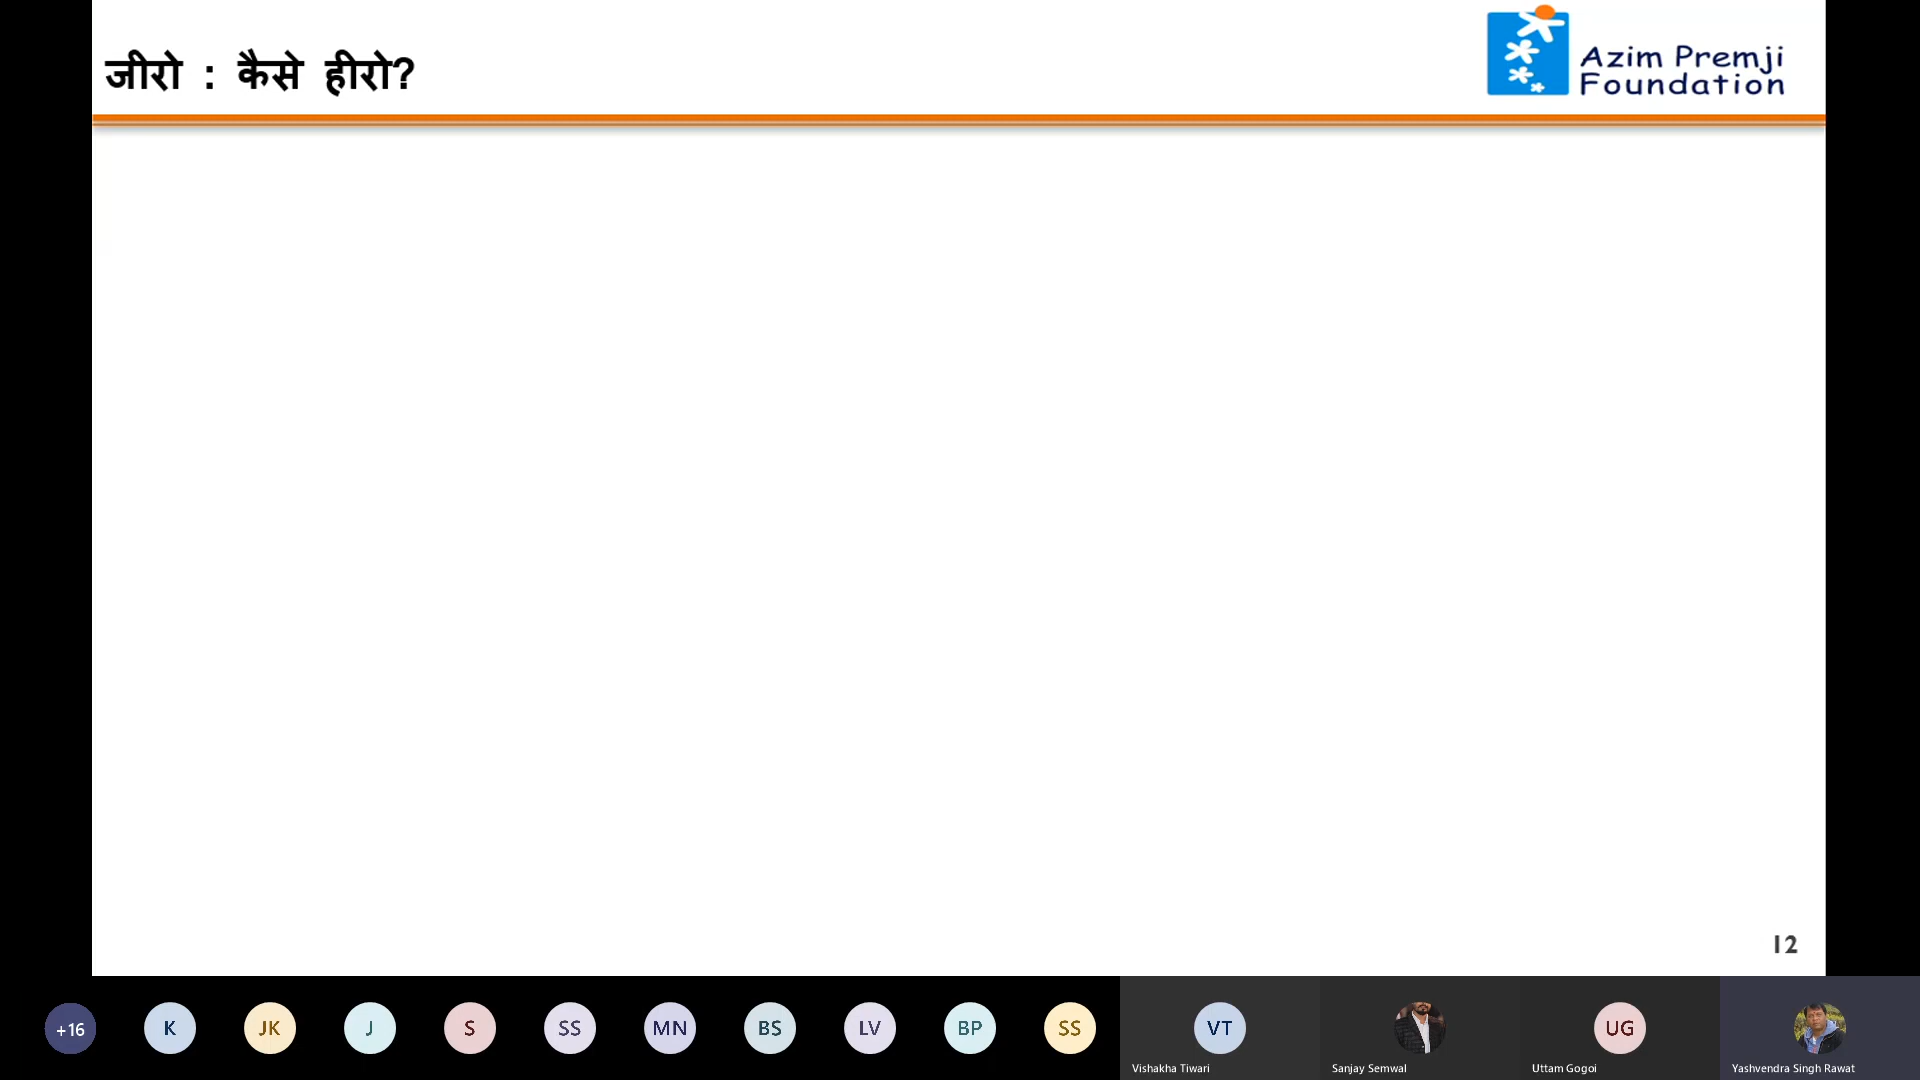 जीरो : कैसे हीरो?
Azim Premji
Foundation
12
+16
K
JK
J
S
SS
MN
BS
LV
BP
SS
VT
UG
Vishakha Tiwari
Sanjay Semwal
Uttam Gogoi
Yashvendra Singh Rawat